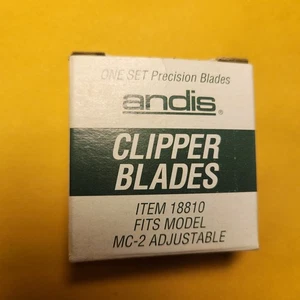 ONE SET Precision Blades
andis®
CLIPPER
BLADES
ITEM 18810
FITS MODEL
MC-2 ADJUSTABLE